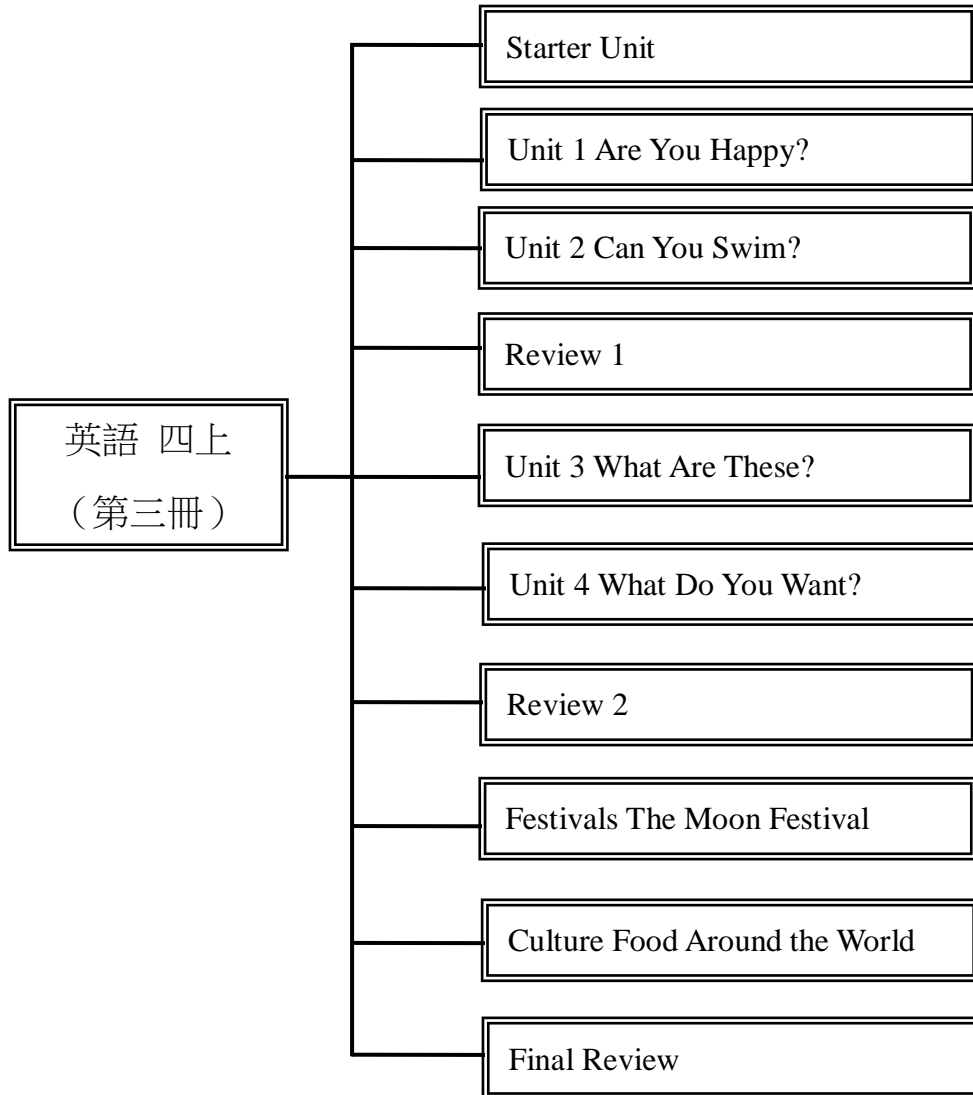 英語 四上
（第三冊）
Starter Unit
Unit 1 Are You Happy?
Unit 2 Can You Swim?
Review 1
Unit 3 What Are These?
Unit 4 What Do You Want?
Review 2
Festivals The Moon Festival
Culture Food Around the World
Final Review